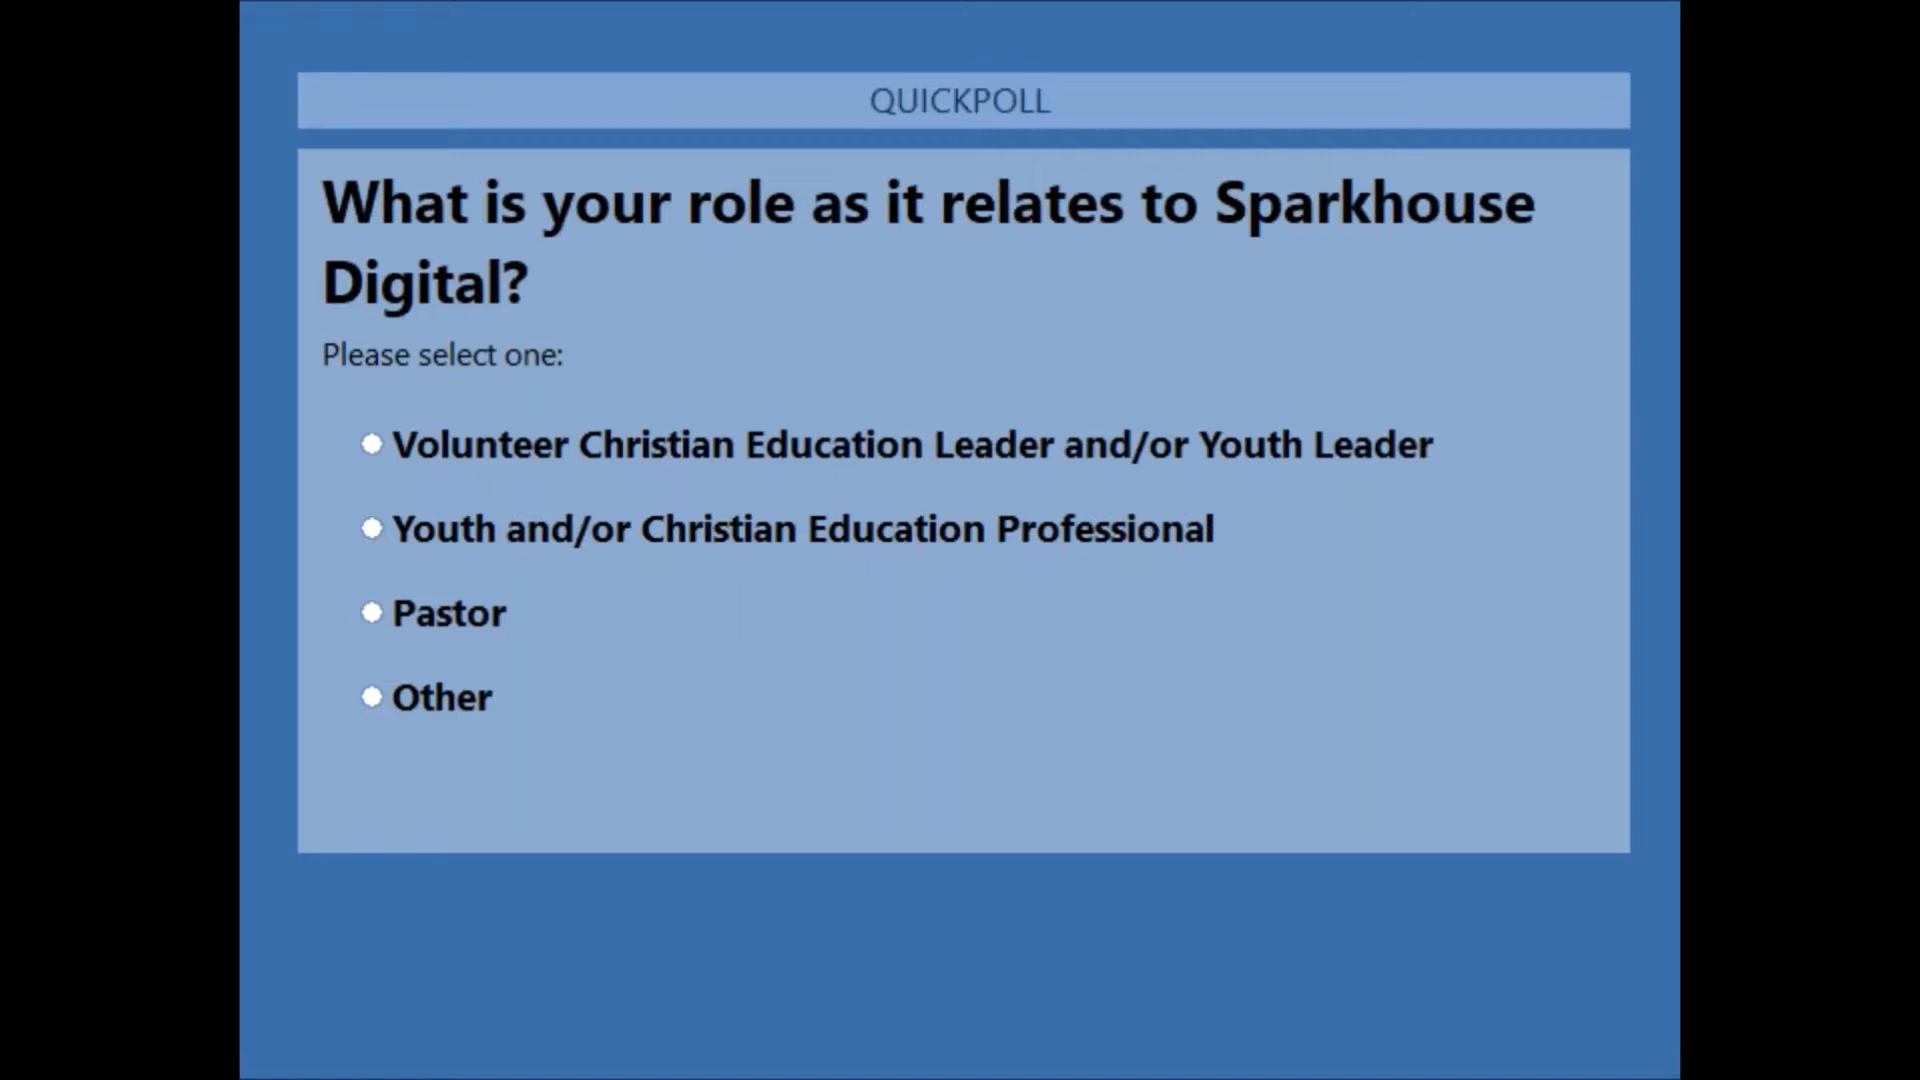 QUICKPOLL
What is your role as it relates to Sparkhouse
Digital?
Please select one:
Volunteer Christian Education Leader and/or Youth Leader
Youth and/or Christian Education Professional
Pastor
Other